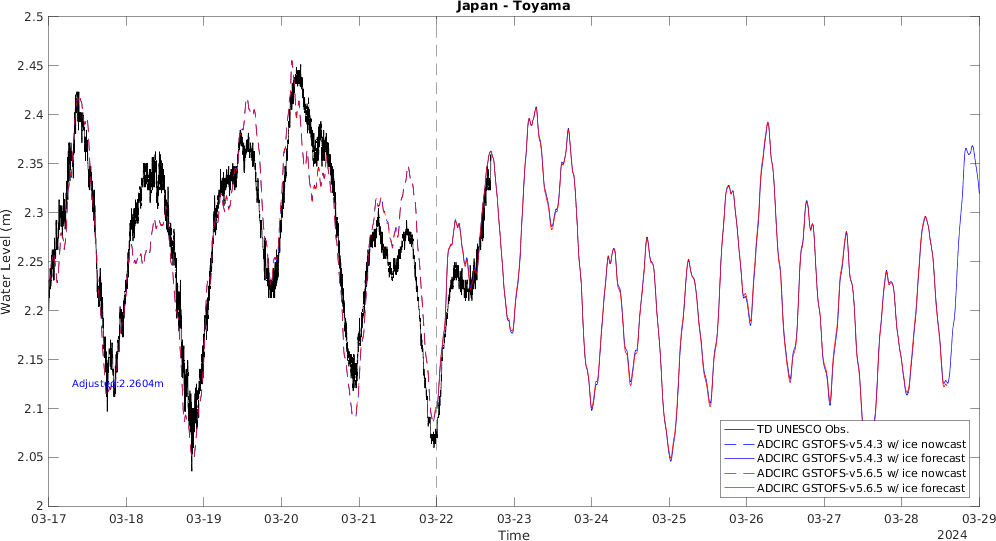 Japan - Toyama
2.5
2.45
2.4
2.35
2.3
2.25
2.2
2.15
2.1
2.05
2
Water Level (m)
Adjusted:2.2604m
TD UNESCO Obs.
ADCIRC GSTOFS-v5.4.3 w/ ice nowcast
ADCIRC GSTOFS-v5.4.3 w/ ice forecast
ADCIRC GSTOFS-v5.6.5 w/ ice nowcast
ADCIRC GSTOFS-v5.6.5 w/ ice forecast
03-17 03-18 03-19 03-20 03-21 03-22 03-23 03-24 03-25 03-26 03-27 03-28 03-29
Time
2024